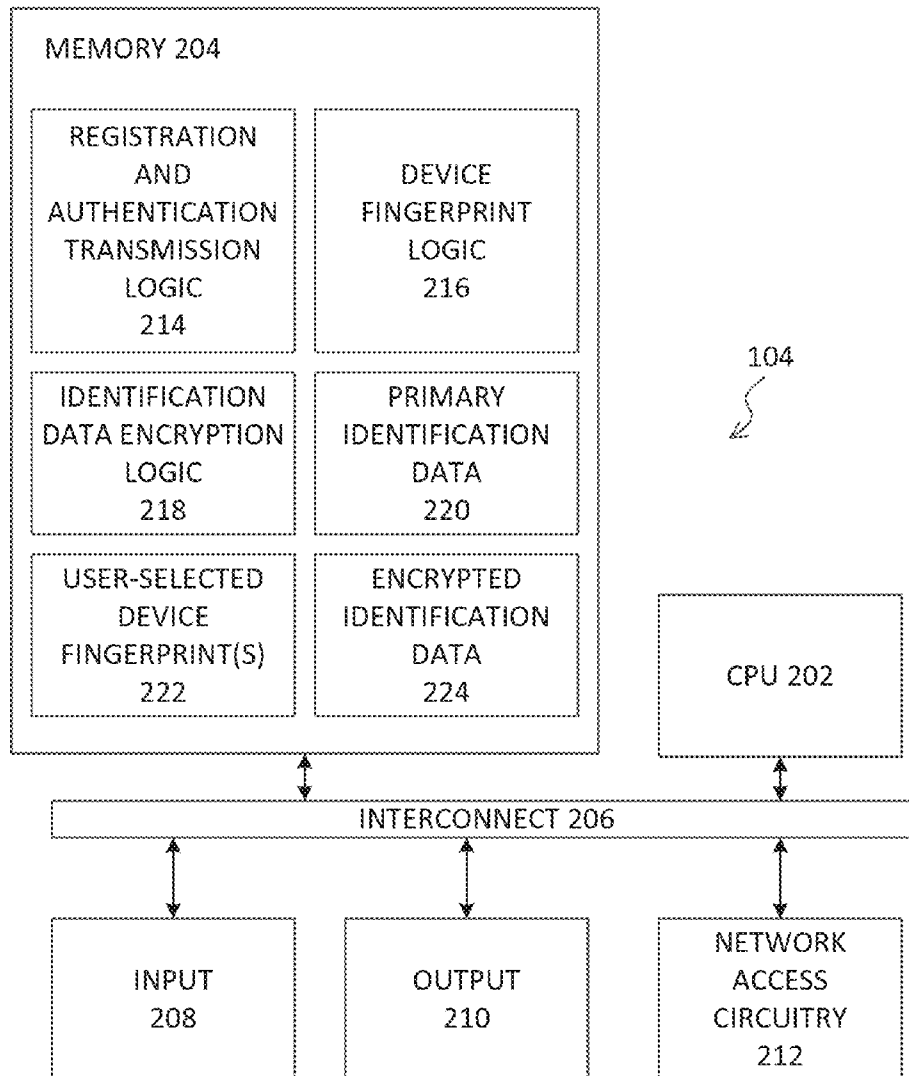 MEMORY 204
REGISTRATION
AND
AUTHENTICATION
TRANSMISSION
LOGIC
214
DEVICE
FINGERPRINT
LOGIC
216
IDENTIFICATION
DATA ENCRYPTION
LOGIC
218
PRIMARY
IDENTIFICATION
DATA
220
USER-SELECTED
DEVICE
FINGERPRINT(S)
222
ENCRYPTED
IDENTIFICATION
DATA
224
104
CPU 202
INTERCONNECT 206
INPUT
208
OUTPUT
210
NETWORK
ACCESS
CIRCUITRY
212